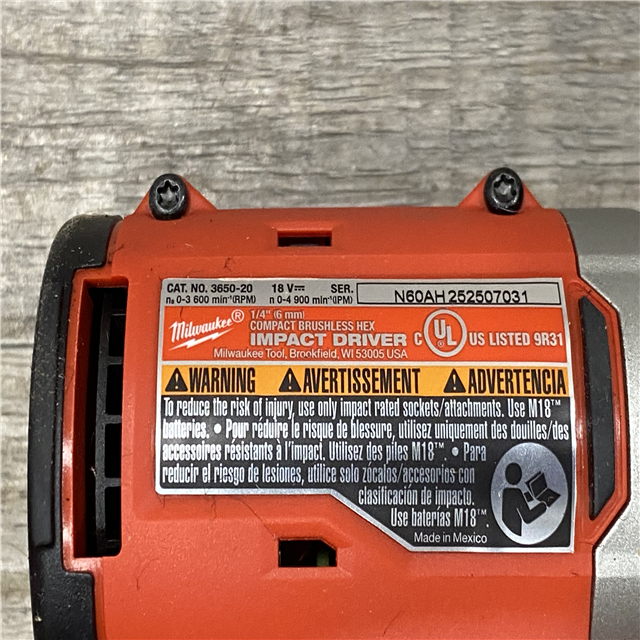 CAT. NO. 3650-20 18 V⎓ SER. N60AH 252507031
n₀ 0-3 600 min⁻¹(RPM) n 0-4 900 min⁻¹(IPM)
Milwaukee®
1/4" (6 mm)
COMPACT BRUSHLESS HEX
IMPACT DRIVER
C UL® US LISTED 9R31
Milwaukee Tool, Brookfield, WI 53005 USA
WARNING AVERTISSEMENT ADVERTENCIA
To reduce the risk of injury, use only impact rated sockets/attachments. Use M18™
batteries. • Pour réduire le risque de blessure, utilisez uniquement des douilles/des
accessoires résistants à l'impact. Utilisez des piles M18™. • Para
reducir el riesgo de lesiones, utilice solo zócalos/accesorios con
clasificación de impacto.
Use baterías M18™.
Made in Mexico